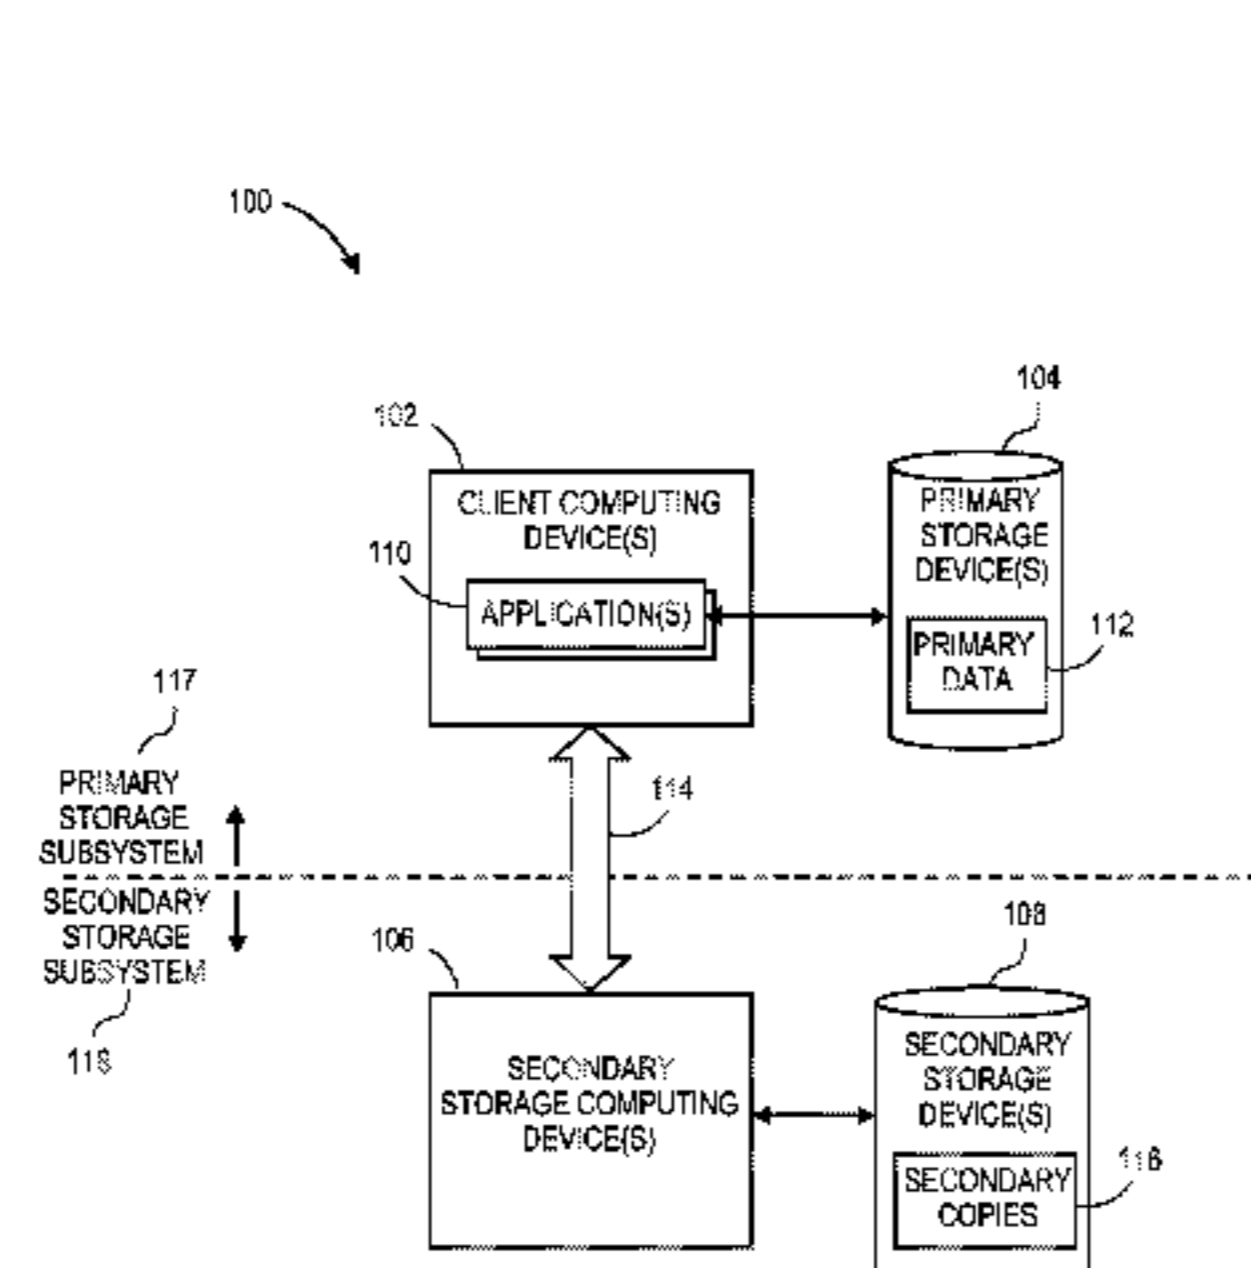 100
104
102
CLIENT COMPUTING
DEVICE(S)
110
APPLICATION(S)
PRIMARY
STORAGE
DEVICE(S)
PRIMARY
DATA
112
117
PRIMARY
STORAGE
SUBSYSTEM
114
SECONDARY
STORAGE
SUBSYSTEM
118
106
108
SECONDARY
STORAGE COMPUTING
DEVICE(S)
SECONDARY
STORAGE
DEVICE(S)
SECONDARY
COPIES
116